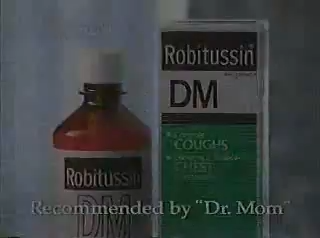 Robitussin®
DM
COUGHS
CHEST
Robitussin
DM
Recommended by "Dr. Mom"